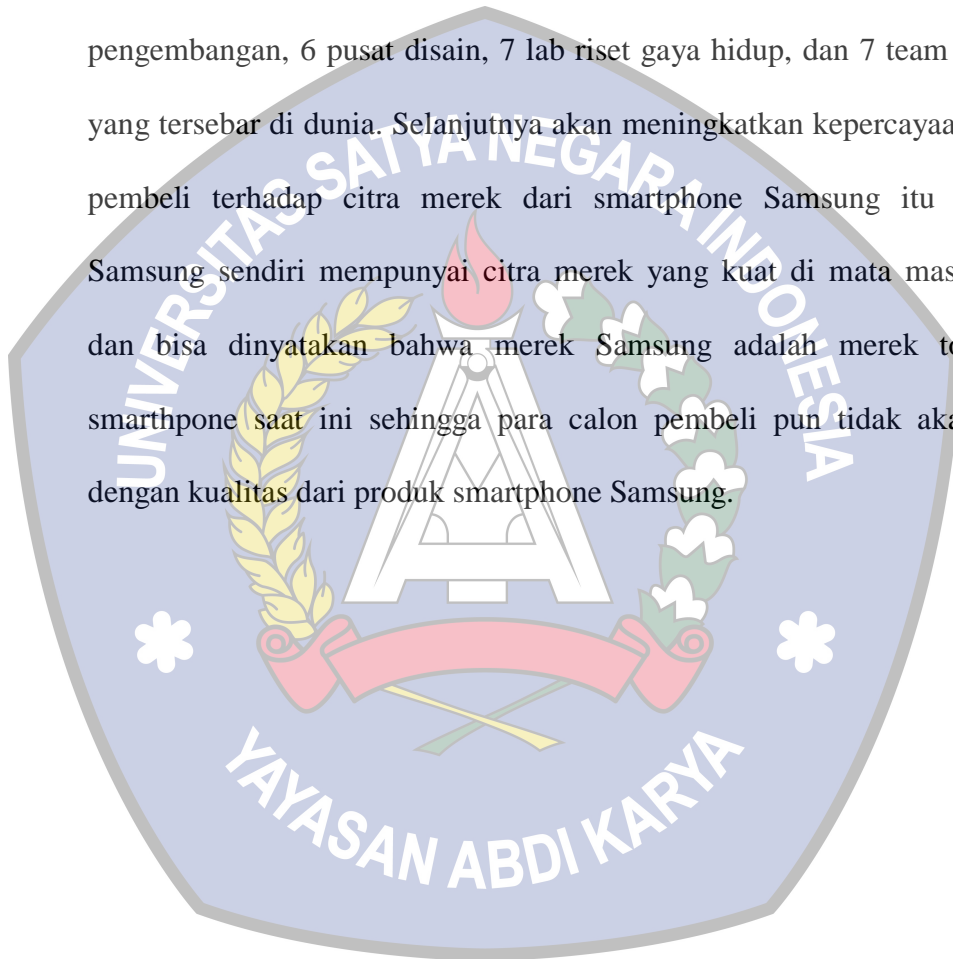 pengembangan, 6 pusat disain, 7 lab riset gaya hidup, dan 7 team
yang tersebar di dunia. Selanjutnya akan meningkatkan kepercayaa
pembeli terhadap citra merek dari smartphone Samsung itu
Samsung sendiri mempunyai citra merek yang kuat di mata mas
dan bisa dinyatakan bahwa merek Samsung adalah merek to
smarthpone saat ini sehingga para calon pembeli pun tidak aka
dengan kualitas dari produk smartphone Samsung.
UNIVERSITAS SATYA NEGARA INDONESIA
YAYASAN ABDI KARYA